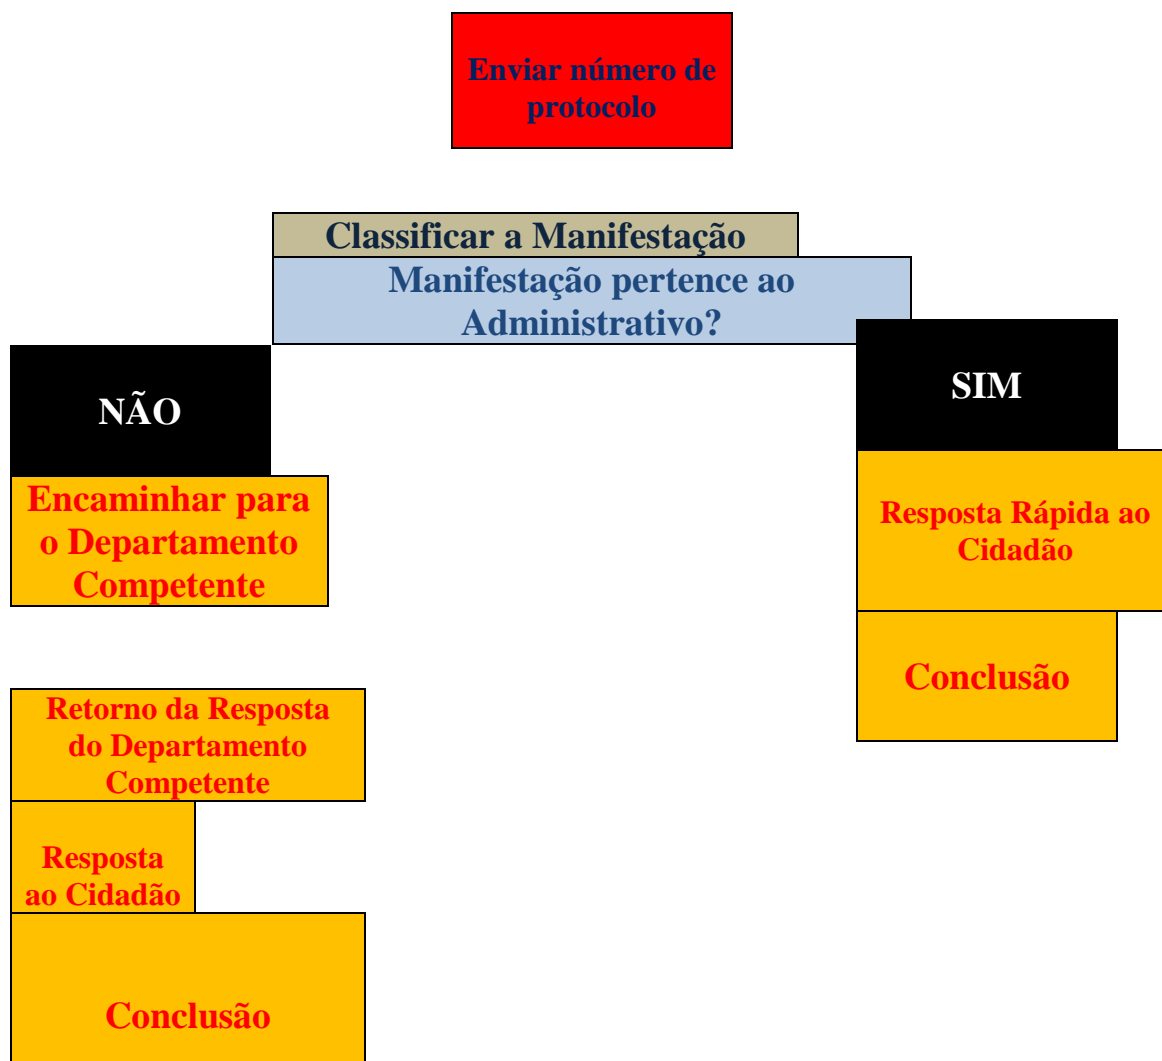 Enviar número de
protocolo
Classificar a Manifestação
Manifestação pertence ao
Administrativo?
NÃO
SIM
Encaminhar para
o Departamento
Competente
Resposta Rápida ao
Cidadão
Conclusão
Retorno da Resposta
do Departamento
Competente
Resposta
ao Cidadão
Conclusão